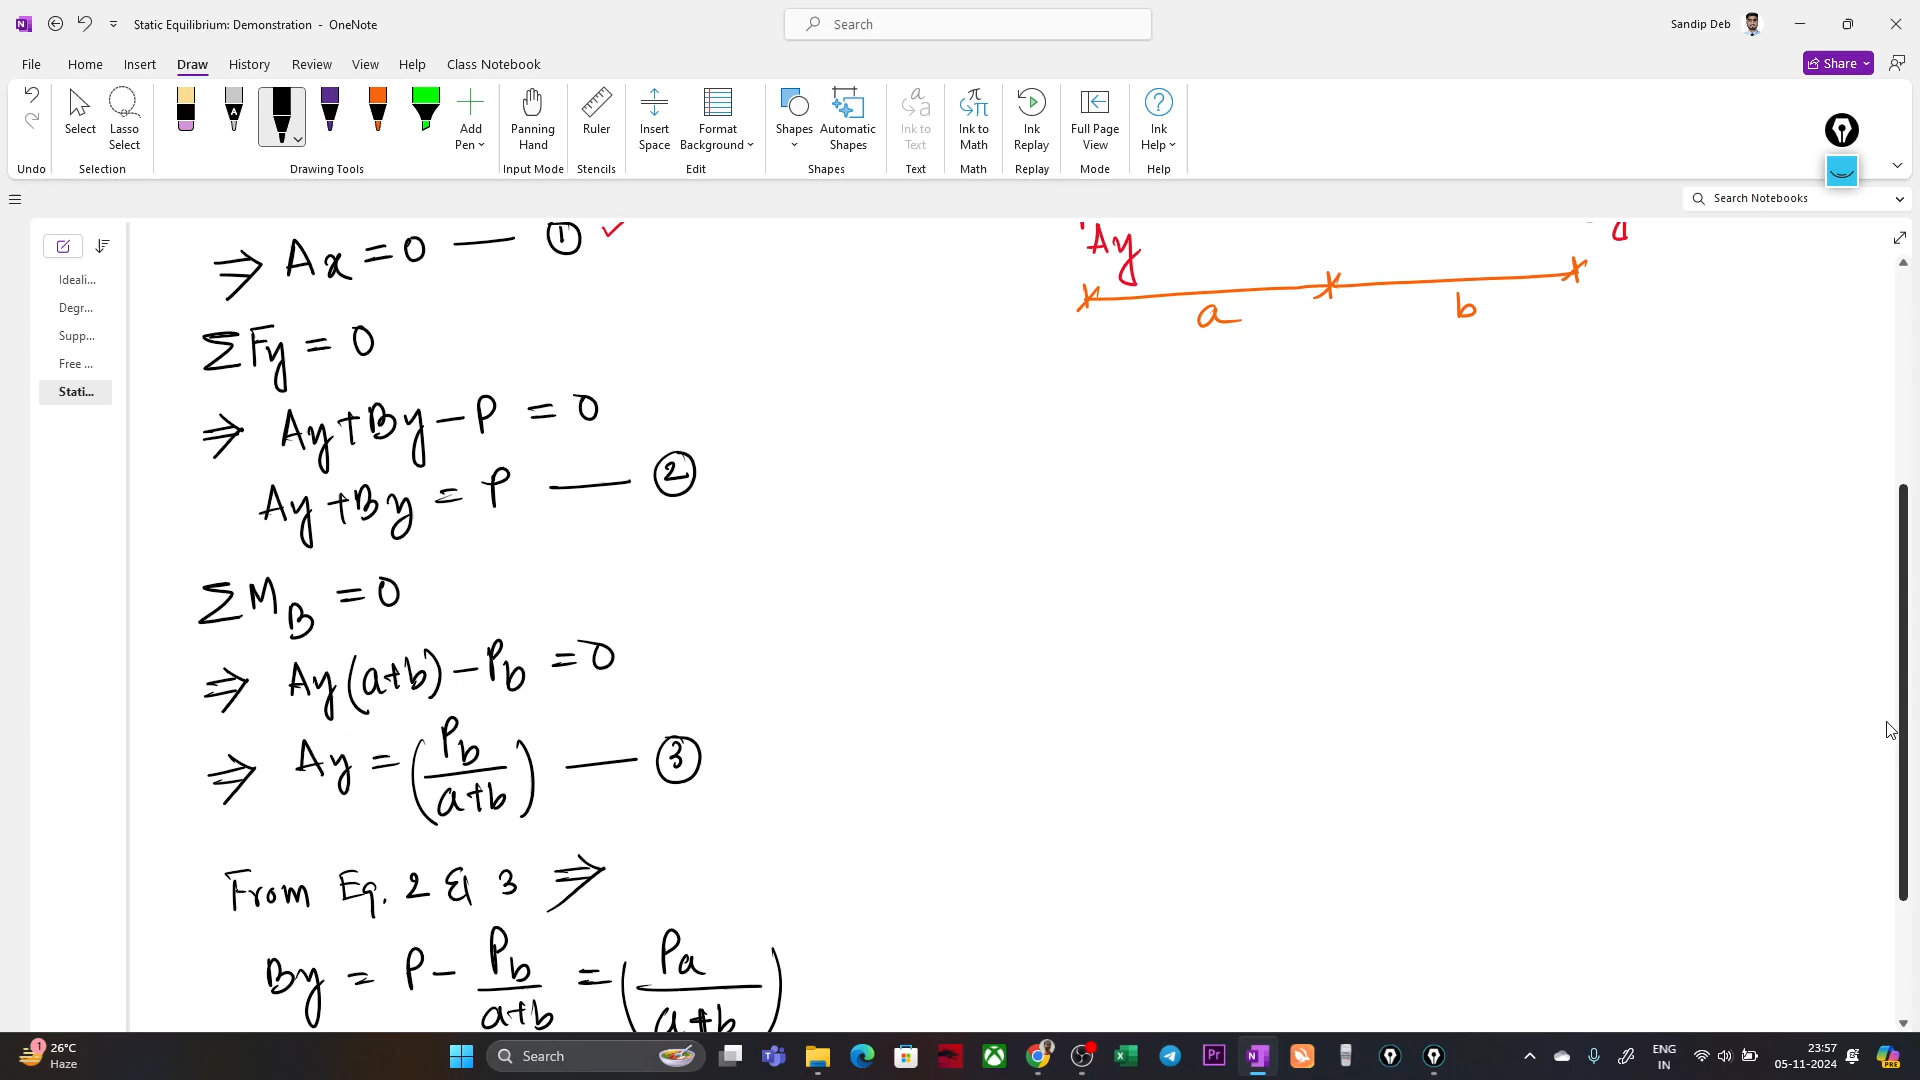 Static Equilibrium: Demonstration - OneNote
Search
Sandip Deb
File Home Insert Draw History Review View Help Class Notebook
Share
Undo
Select
Lasso Select
Selection
A
Add Pen
Drawing Tools
Panning Hand
Input Mode
Ruler
Stencils
Insert Space
Format Background
Edit
Shapes
Automatic Shapes
Shapes
Ink to Text
Text
Ink to Math
Math
Ink Replay
Replay
Full Page View
Mode
Ink Help
Help
Search Notebooks
Ideali...
Degr...
Supp...
Free ...
Stati...
⇒ Ax = 0 — ① ✓
ΣFy = 0
⇒ Ay + By - P = 0
Ay + By = P — ②
ΣM_B = 0
⇒ Ay (a+b) - Pb = 0
⇒ Ay = (Pb/(a+b)) — ③
From Eq. 2 & 3 ⇒
By = P - Pb/(a+b) = (Pa/(a+b))
Ay
a b
1
26°C
Haze
Search
ENG
IN
23:57
05-11-2024
PRE